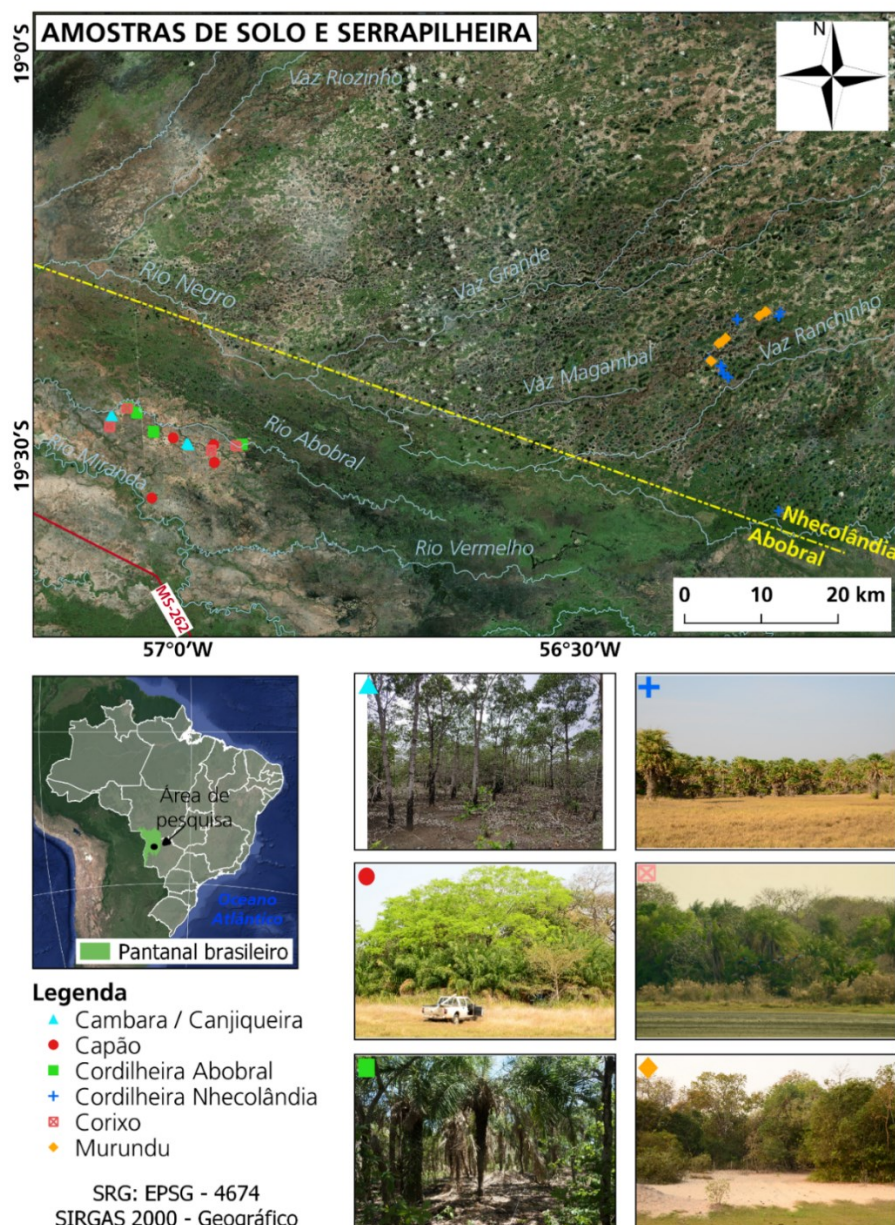 AMOSTRAS DE SOLO E SERRAPILHEIRA
N
19°0'S
Vaz Riozinho
Rio Negro
Vaz Grande
Vaz Ranchinho
Vaz Magambal
19°30'S
Rio Abobral
Rio Miranda
Nhecolândia
Abobral
Rio Vermelho
MS-262
0 10 20 km
57°0'W 56°30'W
Área de
pesquisa
Oceano
Atlântico
Pantanal brasileiro
Legenda
Cambara / Canjiqueira
Capão
Cordilheira Abobral
Cordilheira Nhecolândia
Corixo
Murundu
SRG: EPSG - 4674
SIRGAS 2000 - Geográfico